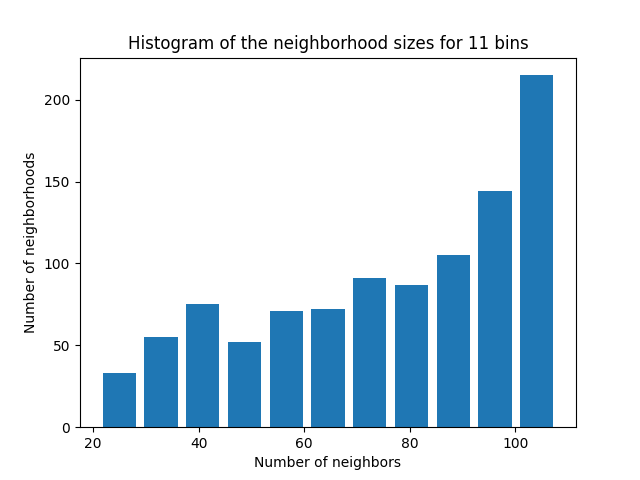 Histogram of the neighborhood sizes for 11 bins
200
150
100
50
0
Number of neighborhoods
20 40 60 80 100
Number of neighbors